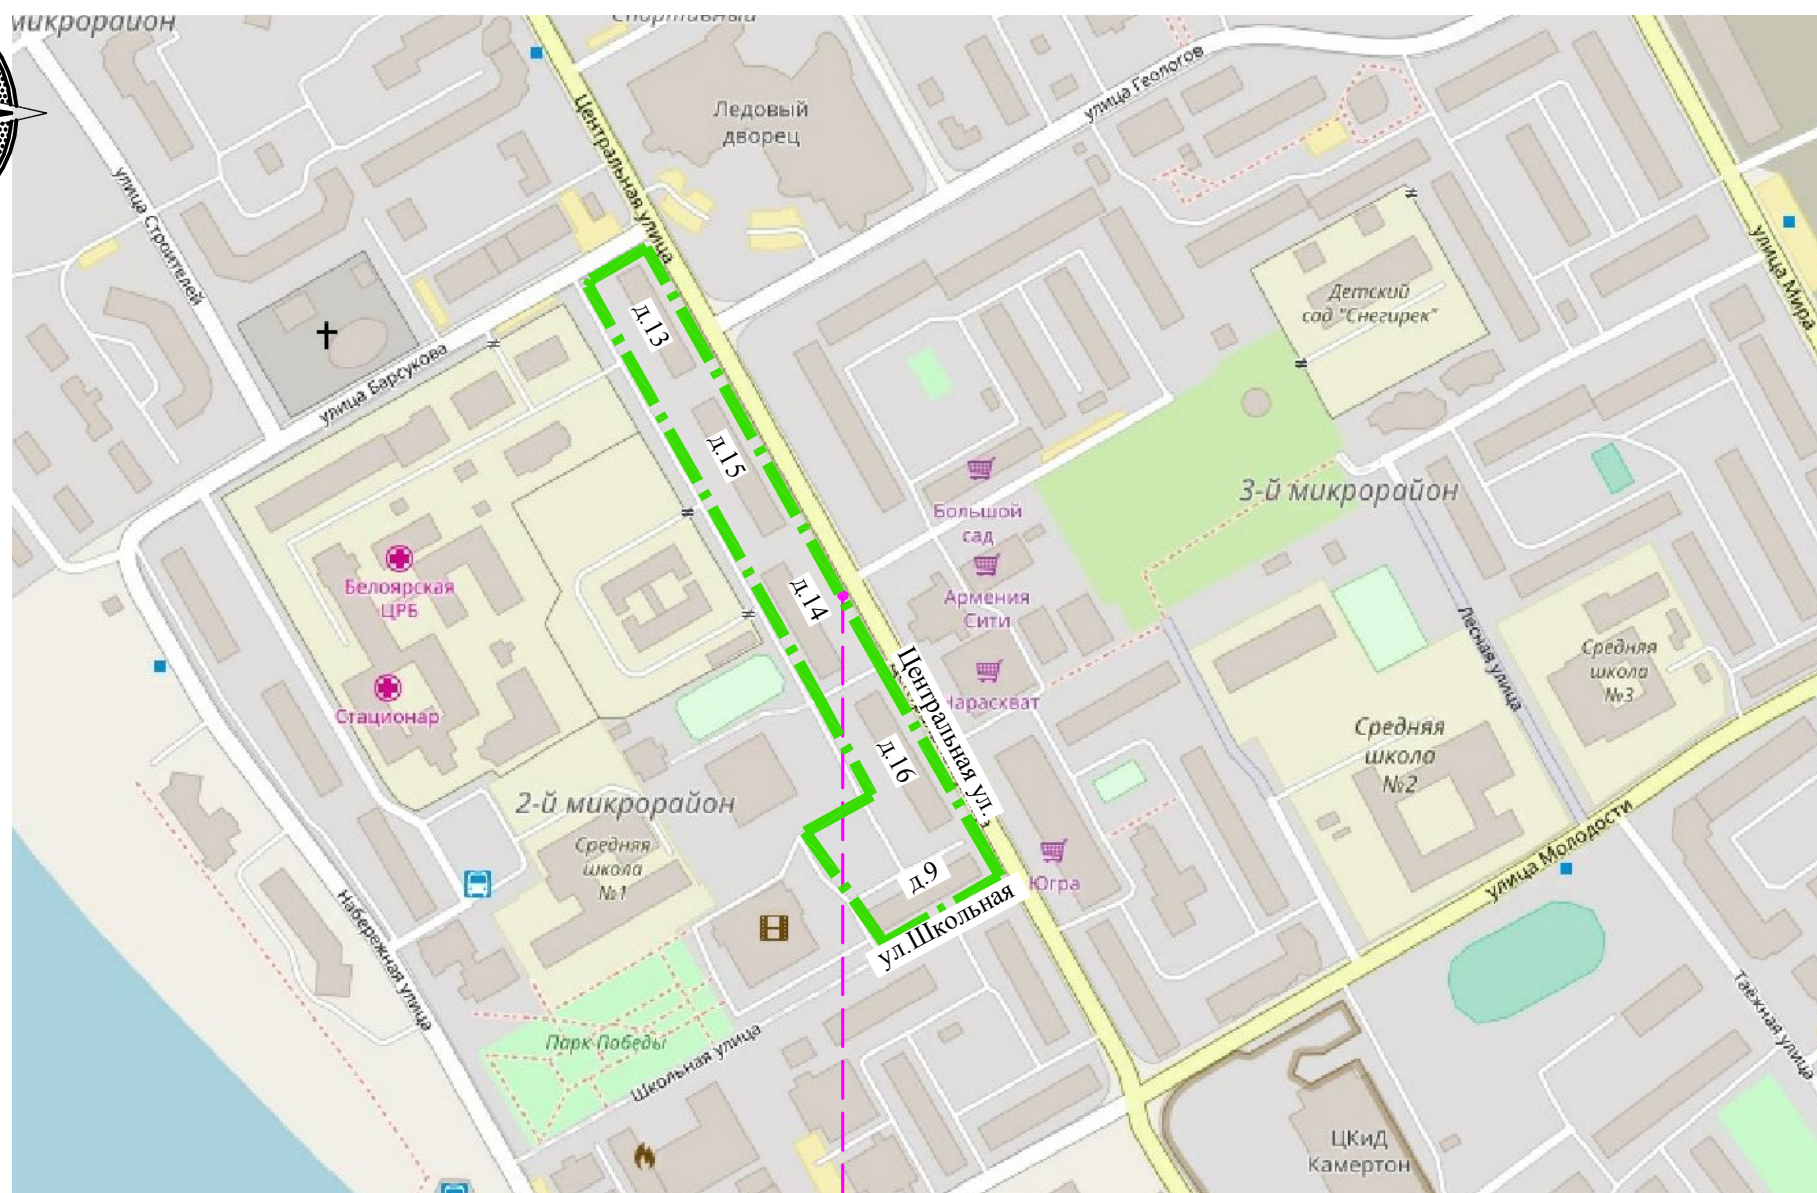 микрорайон
Спортивный
Центральная улица
Ледовый
дворец
улица Геологов
улица Строителей
улица Мира
Детский
сад "Снегирек"
д.13
улица Барсукова
д.15
Большой
сад
3-й микрорайон
Белоярская
ЦРБ
д.14
Армения
Сити
Лесная улица
Средняя
школа
№3
Центральная ул.
Нарасхват
Стационар
Средняя
школа
№2
д.16
2-й микрорайон
Средняя
школа
№1
улица Молодости
д.9
Югра
ул.Школьная
Набережная улица
Таёжная улица
Парк Победы
Школьная улица
ЦКиД
Камертон